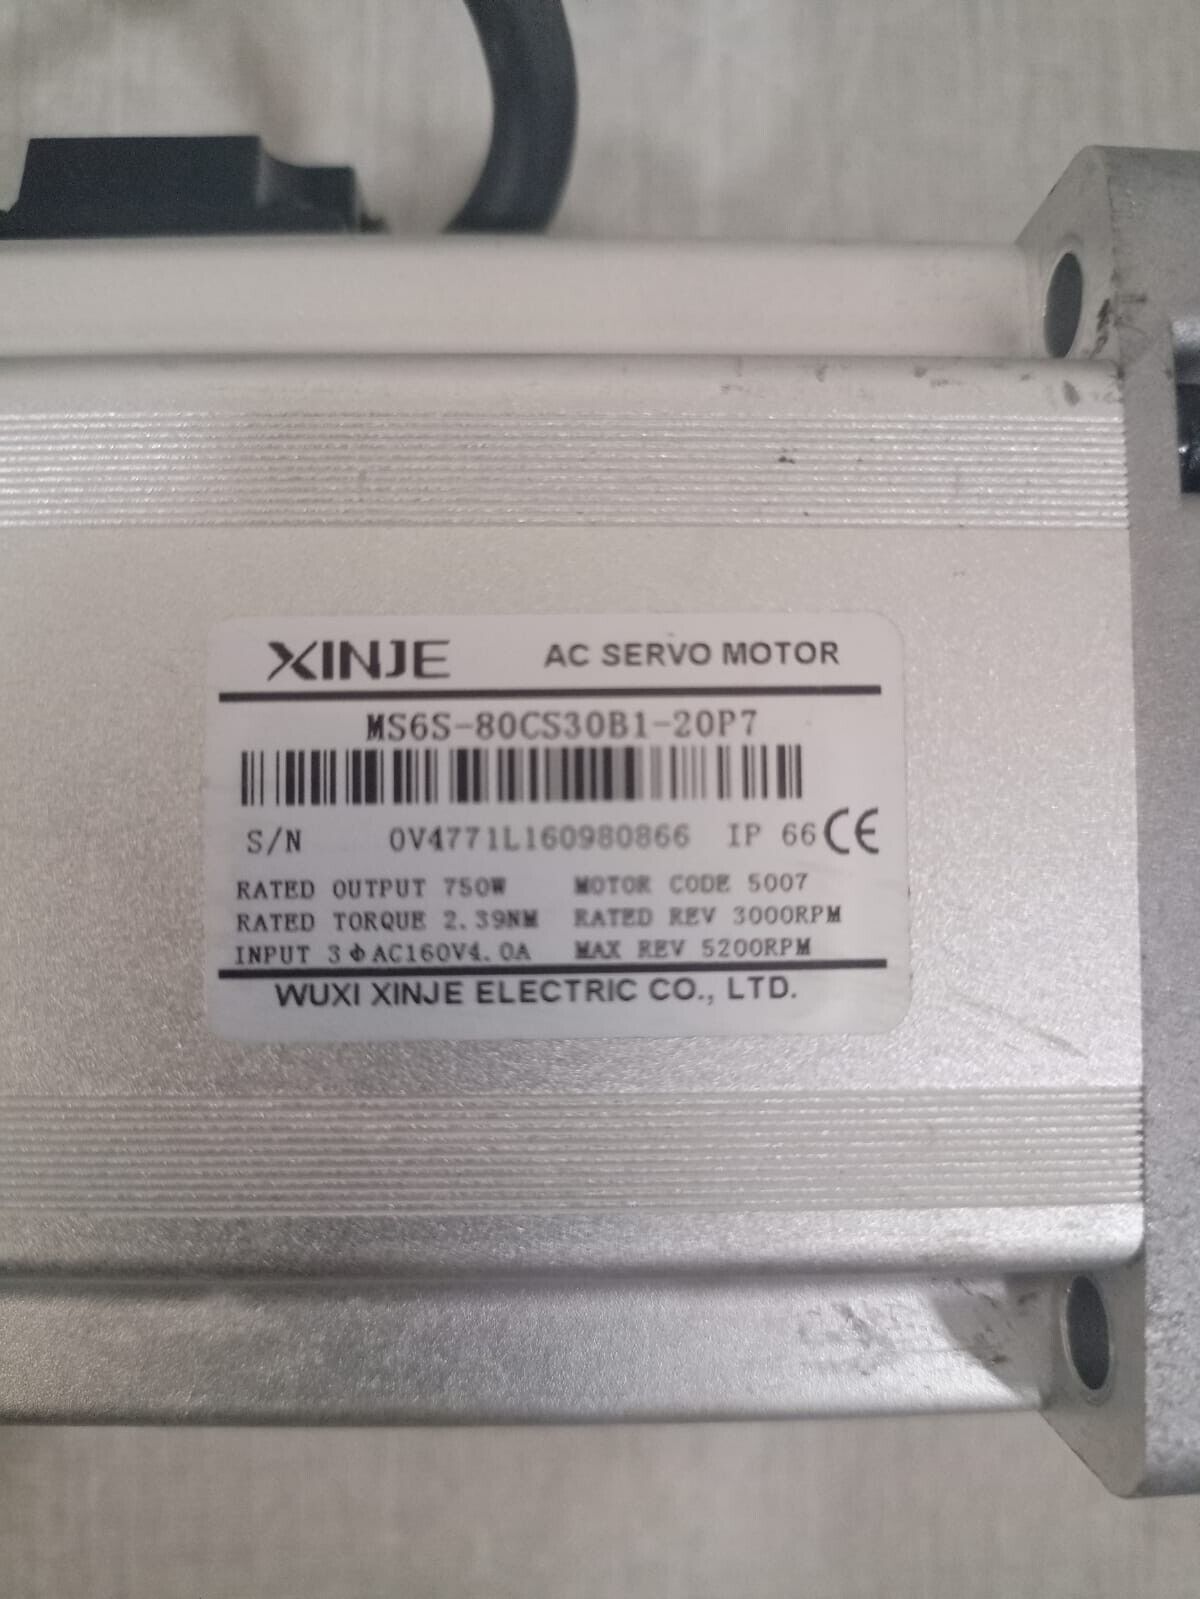 XINJE AC SERVO MOTOR
MS6S-80CS30B1-20P7
S/N 0V4771L160980866 IP 66 CE
RATED OUTPUT 750W MOTOR CODE 5007
RATED TORQUE 2.39NM RATED REV 3000RPM
INPUT 3ΦAC160V4.0A MAX REV 5200RPM
WUXI XINJE ELECTRIC CO., LTD.